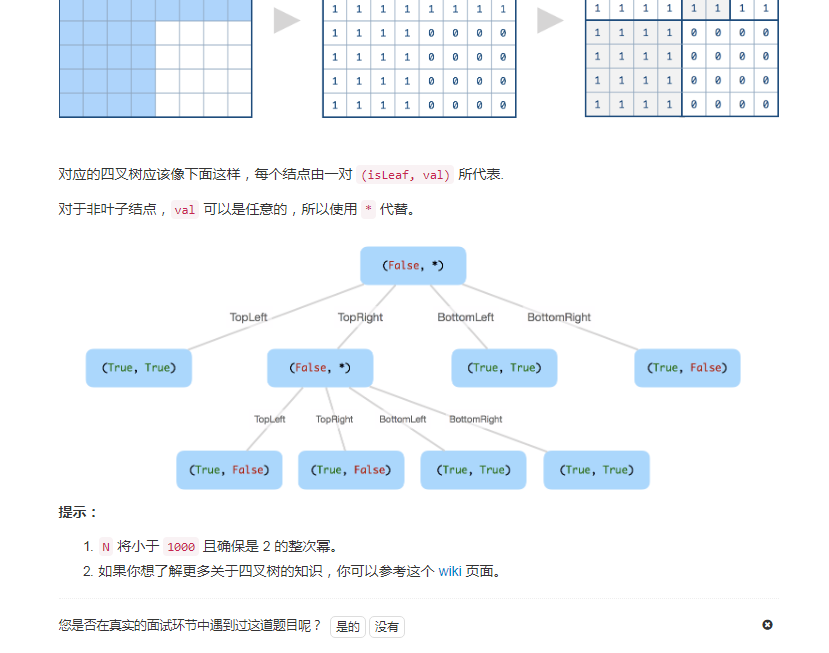 1 1 1 1 1 1 1 1
1 1 1 1 1 1 1 1
1 1 1 1 0 0 0 0
1 1 1 1 0 0 0 0
1 1 1 1 0 0 0 0
1 1 1 1 0 0 0 0
1 1 1 1 0 0 0 0
1 1 1 1 0 0 0 0
1 1 1 1 0 0 0 0
1 1 1 1 0 0 0 0
对应的四叉树应该像下面这样，每个结点由一对 (isLeaf, val) 所代表.
对于非叶子结点，val 可以是任意的，所以使用 * 代替。
(False, *)
TopLeft TopRight BottomLeft BottomRight
(True, True) (False, *) (True, True) (True, False)
TopLeft TopRight BottomLeft BottomRight
(True, False) (True, False) (True, True) (True, True)
提示：
1. N 将小于 1000 且确保是 2 的整次幂。
2. 如果你想了解更多关于四叉树的知识，你可以参考这个 wiki 页面。
您是否在真实的面试环节中遇到过这道题目呢？ 是的 没有